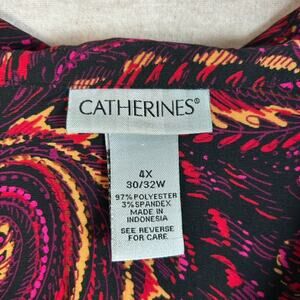 CATHERINES®
4X
30/32W
97% POLYESTER
3% SPANDEX
MADE IN
INDONESIA
SEE REVERSE
FOR CARE